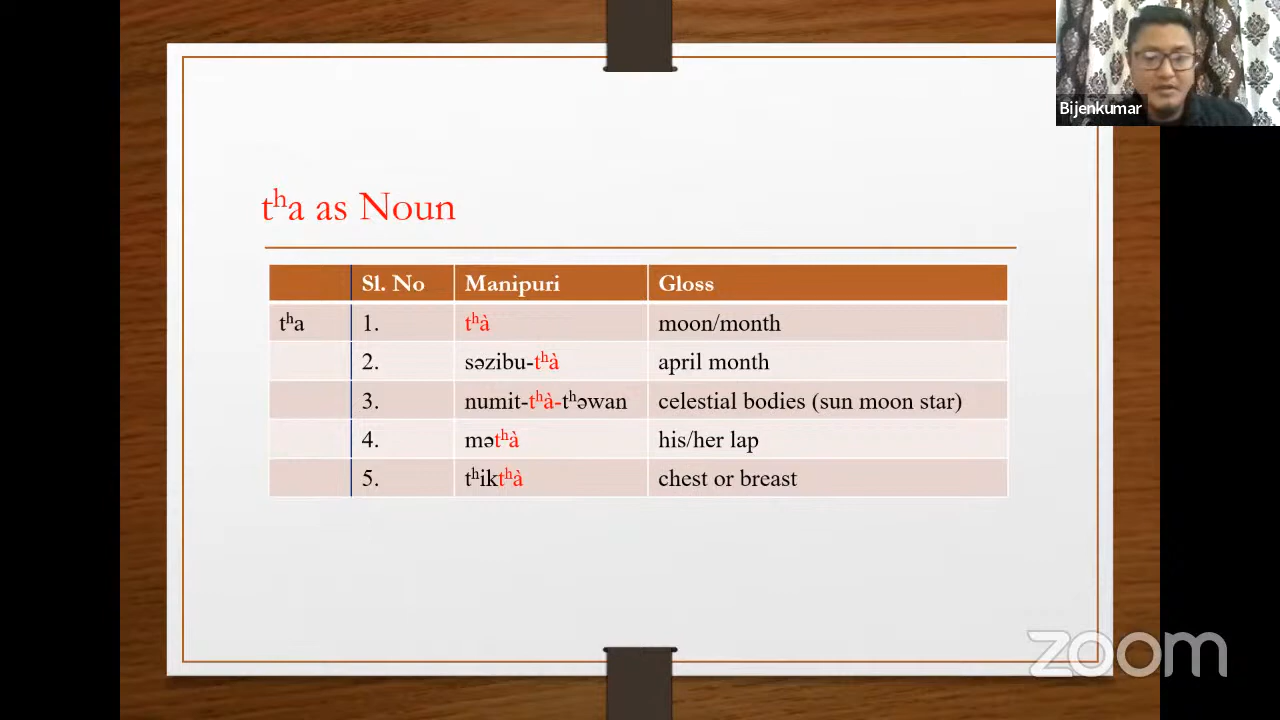 Bijenkumar
tʰa as Noun
Sl. No Manipuri Gloss
tʰa 1. tʰà moon/month
2. səzibu-tʰà april month
3. numit-tʰà-tʰəwan celestial bodies (sun moon star)
4. mətʰà his/her lap
5. tʰiktʰà chest or breast
zoom